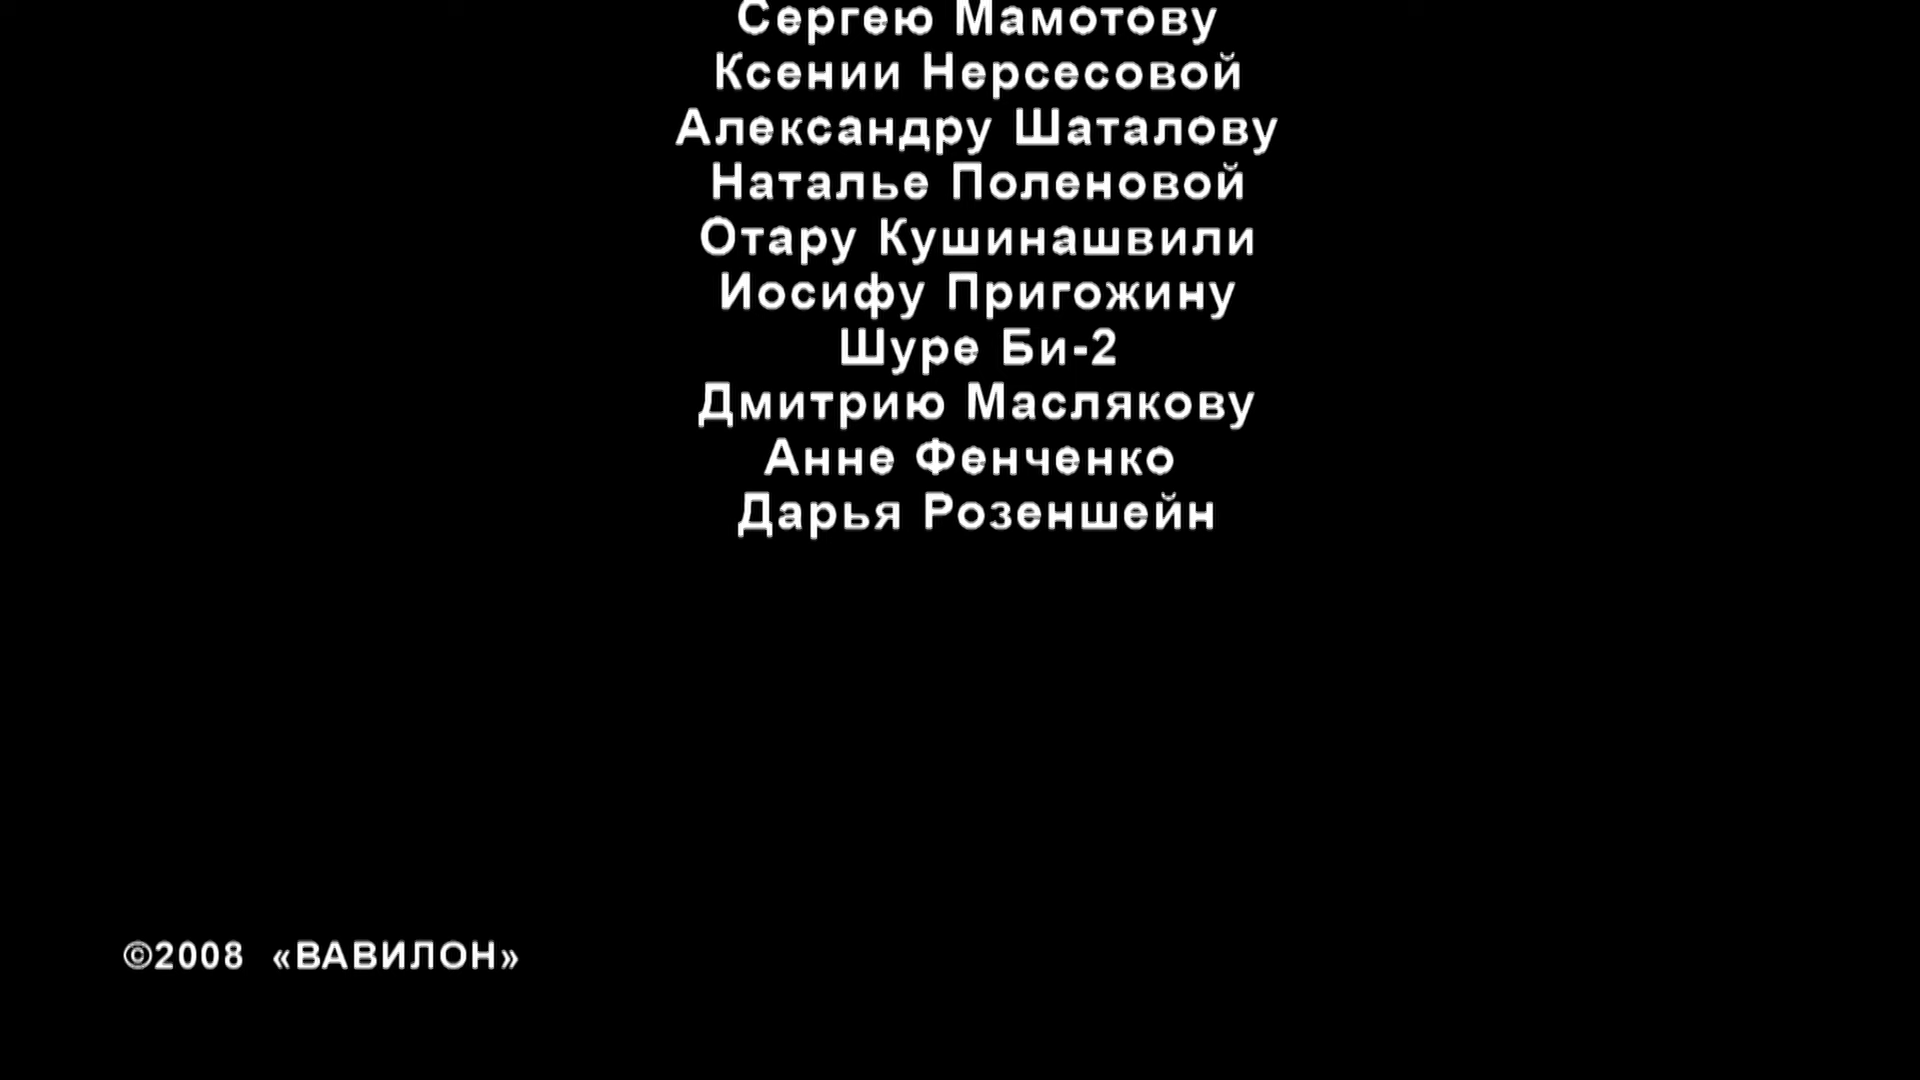 Сергею Мамотову
Ксении Нерсесовой
Александру Шаталову
Наталье Поленовой
Отару Кушинашвили
Иосифу Пригожину
Шуре Би-2
Дмитрию Маслякову
Анне Фенченко
Дарья Розеншейн
©2008 «ВАВИЛОН»